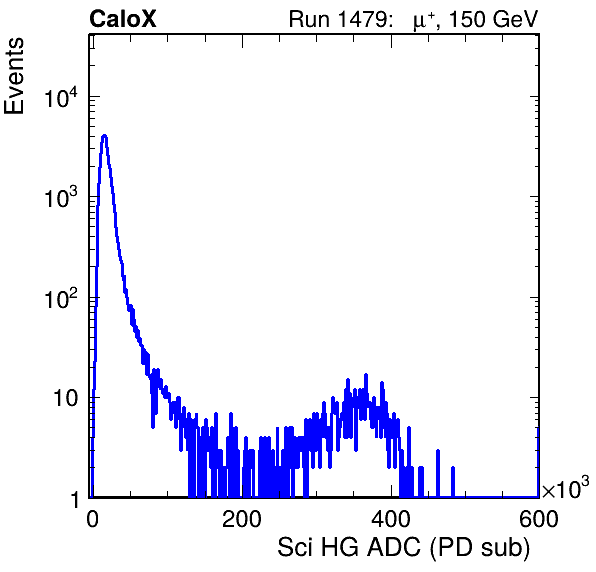 CaloX Run 1479: μ⁺, 150 GeV
Events
10⁴
10³
10²
10
1
0 200 400 600
×10³
Sci HG ADC (PD sub)